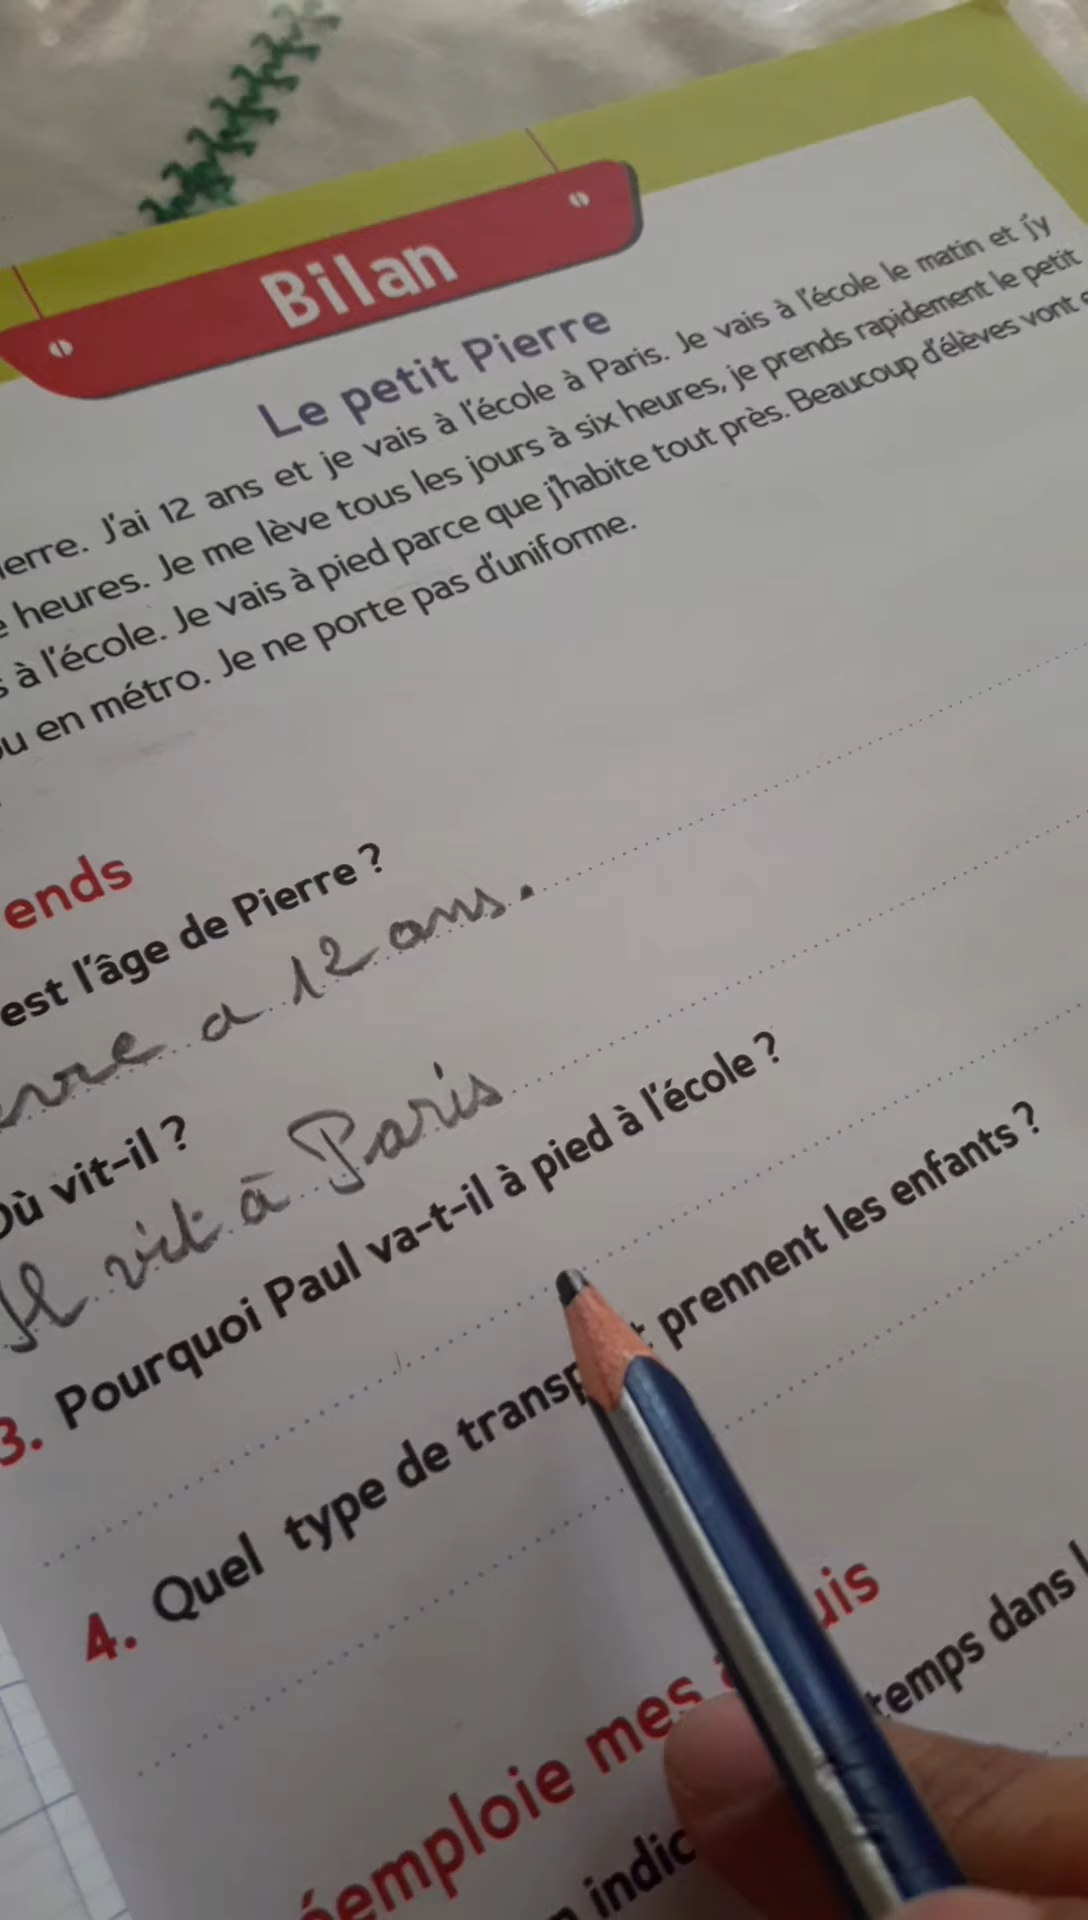 Bilan
Le petit Pierre
J'ai 12 ans et je vais à l'école à Paris. Je vais à l'école le matin et j'y
heures. Je me lève tous les jours à six heures, je prends rapidement le petit
à l'école. Je vais à pied parce que j'habite tout près. Beaucoup d'élèves vont
en métro. Je ne porte pas d'uniforme.
ends
est l'âge de Pierre ?
a 12 ans.
Où vit-il ?
Il vit à Paris
3. Pourquoi Paul va-t-il à pied à l'école ?
4. Quel type de transp prennent les enfants ?
éemploie mes
temps dans
indic